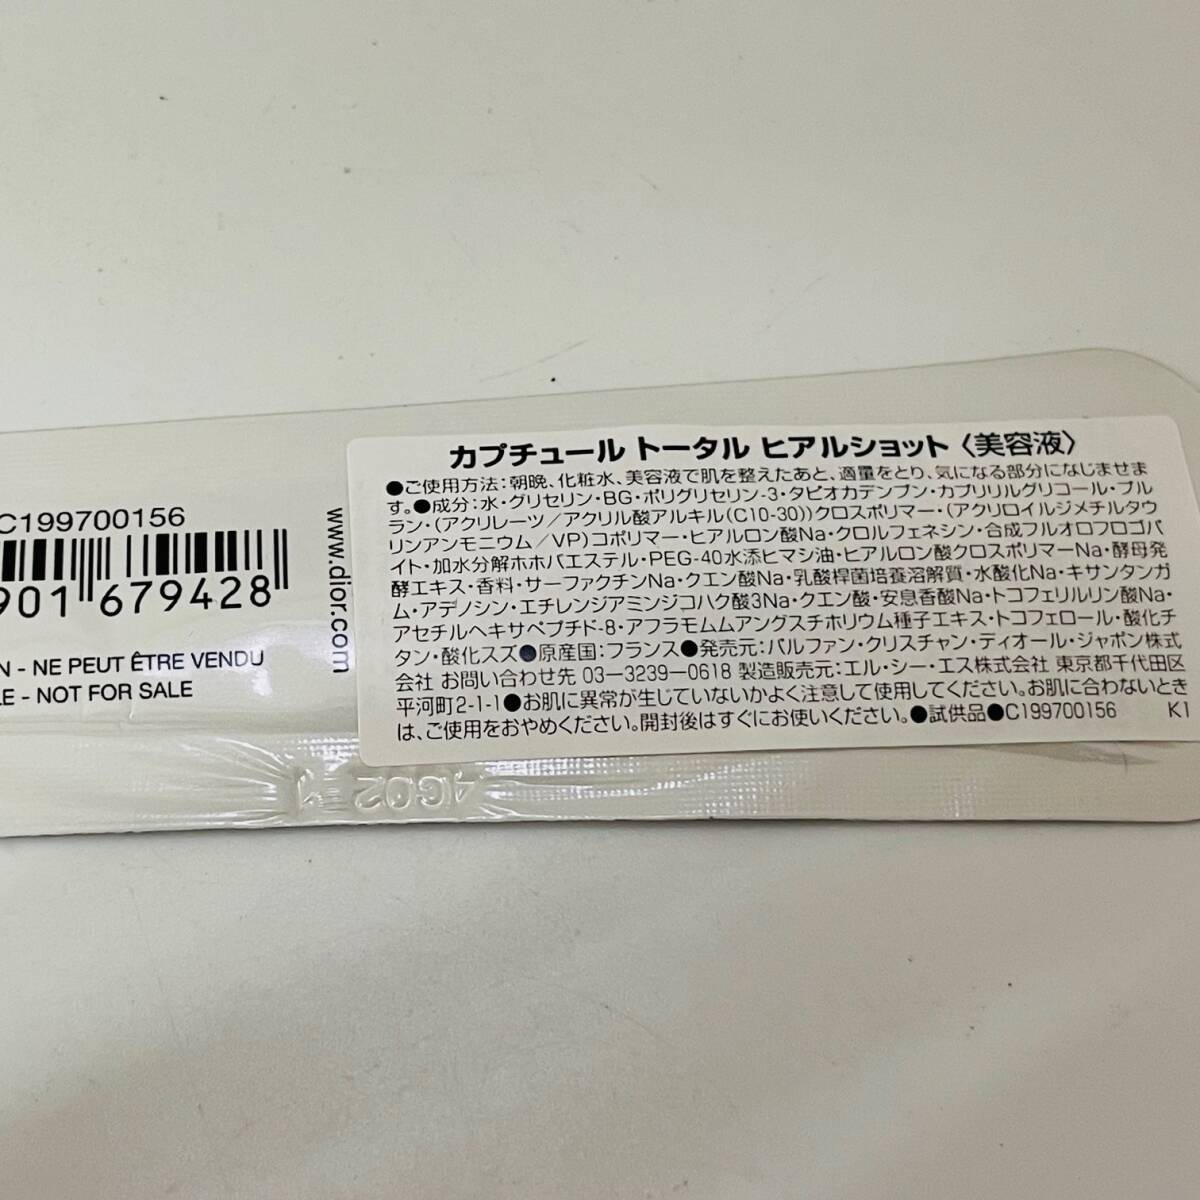 C199700156
901 679428
N - NE PEUT ÊTRE VENDU
LE - NOT FOR SALE
www.dior.com
カプチュール トータル ヒアルショット〈美容液〉
●ご使用方法:朝晩、化粧水、美容液で肌を整えたあと、適量をとり、気になる部分になじませま
す。●成分:水・グリセリン・BG・ポリグリセリン-3・タピオカデンプン・カプリリルグリコール・プル
ラン・(アクリレーツ/アクリル酸アルキル(C10-30))クロスポリマー・(アクリロイルジメチルタウ
リンアンモニウム/VP)コポリマー・ヒアルロン酸Na・クロルフェネシン・合成フルオロフロゴパ
イト・加水分解ホホバエステル・PEG-40水添ヒマシ油・ヒアルロン酸クロスポリマーNa・酵母発
酵エキス・香料・サーファクチンNa・クエン酸Na・乳酸桿菌培養溶解質・水酸化Na・キサンタンガ
ム・アデノシン・エチレンジアミンジコハク酸3Na・クエン酸・安息香酸Na・トコフェリルリン酸Na・
アセチルヘキサペプチド-8・アフラモムムアングスチホリウム種子エキス・トコフェロール・酸化チ
タン・酸化スズ●原産国:フランス●発売元:パルファン・クリスチャン・ディオール・ジャポン株式
会社 お問い合わせ先 03-3239-0618 製造販売元:エル・シー・エス株式会社 東京都千代田区
平河町2-1-1●お肌に異常が生じていないかよく注意して使用してください。お肌に合わないとき
は、ご使用をおやめください。開封後はすぐにお使いください。●試供品●C199700156 K1
4G02 1